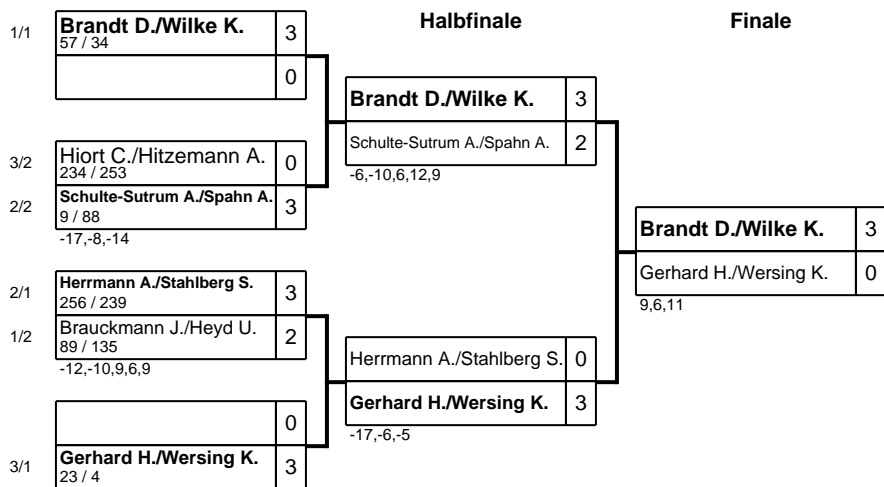 Halbfinale
Finale
1/1
Brandt D./Wilke K. 3
57 / 34
0
3/2
Hiort C./Hitzemann A. 0
234 / 253
2/2
Schulte-Sutrum A./Spahn A. 3
9 / 88
-17,-8,-14
2/1
Herrmann A./Stahlberg S. 3
256 / 239
1/2
Brauckmann J./Heyd U. 2
89 / 135
-12,-10,9,6,9
0
3/1
Gerhard H./Wersing K. 3
23 / 4
Brandt D./Wilke K. 3
Schulte-Sutrum A./Spahn A. 2
-6,-10,6,12,9
Herrmann A./Stahlberg S. 0
Gerhard H./Wersing K. 3
-17,-6,-5
Brandt D./Wilke K. 3
Gerhard H./Wersing K. 0
9,6,11